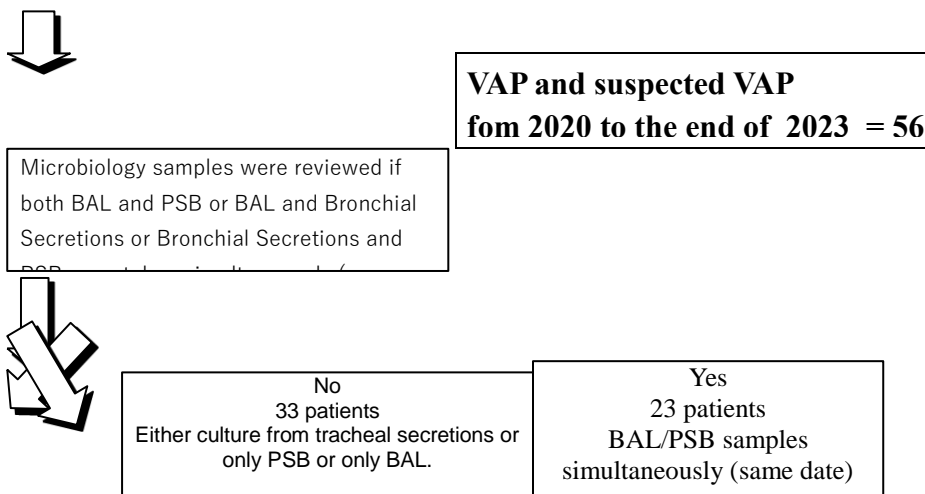 VAP and suspected VAP
fom 2020 to the end of 2023 = 56
Microbiology samples were reviewed if
both BAL and PSB or BAL and Bronchial
Secretions or Bronchial Secretions and
No
33 patients
Either culture from tracheal secretions or
only PSB or only BAL.
Yes
23 patients
BAL/PSB samples
simultaneously (same date)